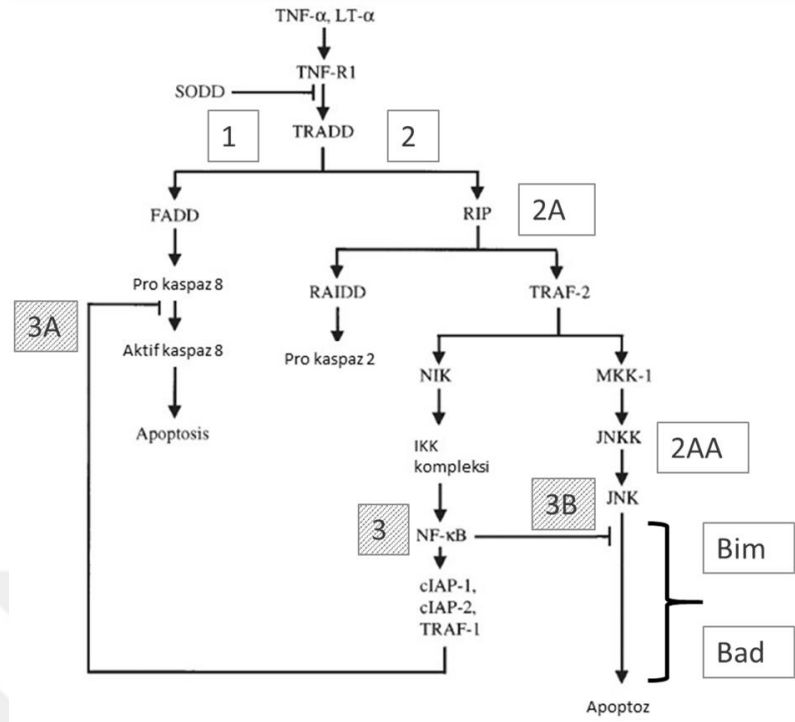 TNF-α, LT-α
TNF-R1
SODD
1
TRADD
2
FADD
RIP
2A
Pro kaspaz 8
RAIDD
TRAF-2
3A
Aktif kaspaz 8
Pro kaspaz 2
NIK
MKK-1
Apoptosis
IKK
kompleksi
JNKK
2AA
3B
JNK
3
NF-κB
Bim
cIAP-1,
cIAP-2,
TRAF-1
Bad
Apoptoz